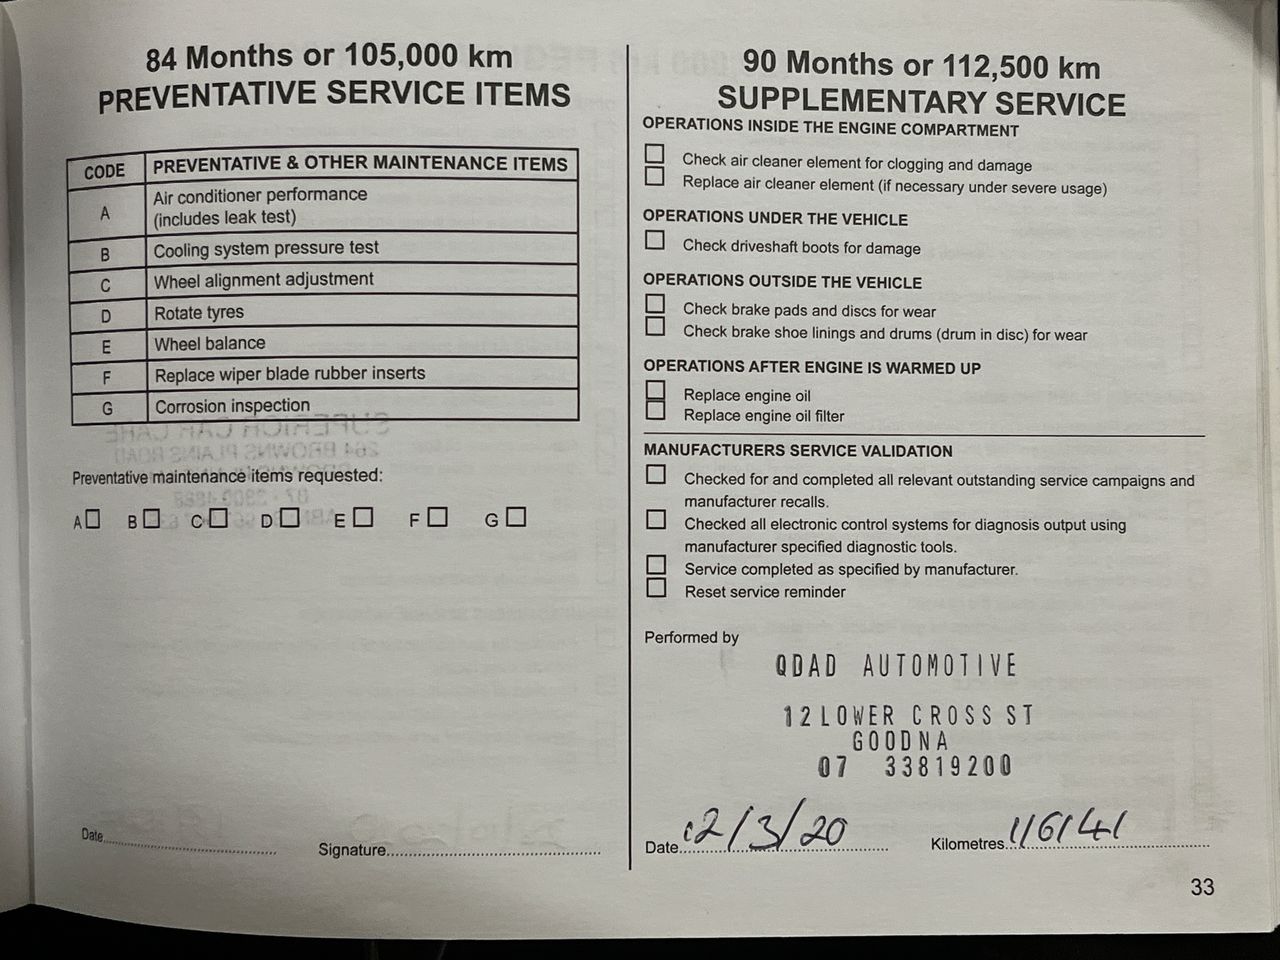 84 Months or 105,000 km
PREVENTATIVE SERVICE ITEMS
CODE PREVENTATIVE & OTHER MAINTENANCE ITEMS
A Air conditioner performance
(includes leak test)
B Cooling system pressure test
C Wheel alignment adjustment
D Rotate tyres
E Wheel balance
F Replace wiper blade rubber inserts
G Corrosion inspection
Preventative maintenance items requested:
A B C D E F G
Date
Signature
90 Months or 112,500 km
SUPPLEMENTARY SERVICE
OPERATIONS INSIDE THE ENGINE COMPARTMENT
Check air cleaner element for clogging and damage
Replace air cleaner element (if necessary under severe usage)
OPERATIONS UNDER THE VEHICLE
Check driveshaft boots for damage
OPERATIONS OUTSIDE THE VEHICLE
Check brake pads and discs for wear
Check brake shoe linings and drums (drum in disc) for wear
OPERATIONS AFTER ENGINE IS WARMED UP
Replace engine oil
Replace engine oil filter
MANUFACTURERS SERVICE VALIDATION
Checked for and completed all relevant outstanding service campaigns and
manufacturer recalls.
Checked all electronic control systems for diagnosis output using
manufacturer specified diagnostic tools.
Service completed as specified by manufacturer.
Reset service reminder
Performed by
QDAD AUTOMOTIVE
12 LOWER CROSS ST
GOODNA
07 33819200
Date 12/3/20 Kilometres 116141
33